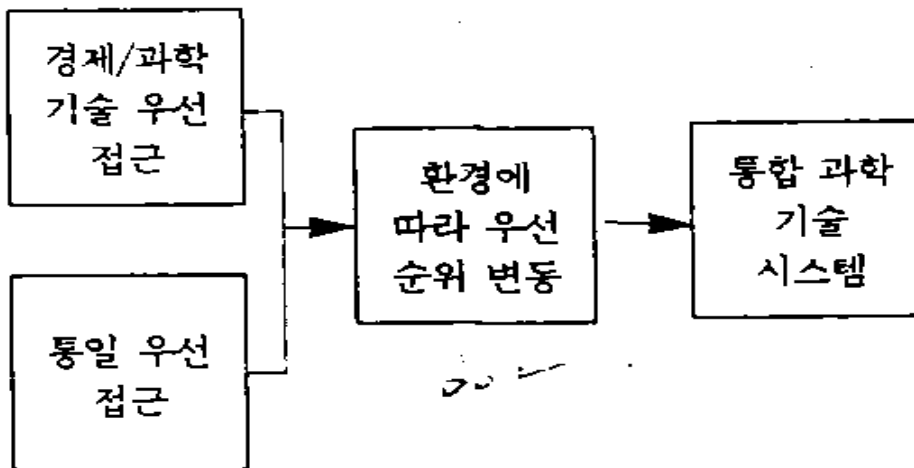 경제/과학
기술 우선
접근
통일 우선
접근
환경에
따라 우선
순위 변동
통합 과학
기술
시스템